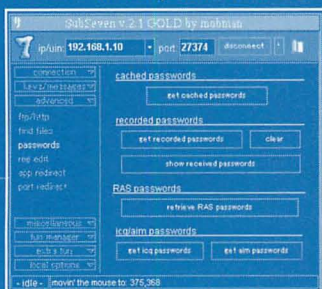 SubSeven v.2.1 GOLD by mobman
ip/uin: 192.168.1.10 port: 27374 disconnect
connection
keys/messages
advanced
ftp/http
find files
passwords
reg edit
app redirect
port redirect
miscellaneous
fun manager
extra fun
local options
cached passwords
get cached passwords
recorded passwords
get recorded passwords clear
show received passwords
RAS passwords
retrieve RAS passwords
icq/aim passwords
get icq passwords get aim passwords
- idle - movin' the mouse to: 375,368